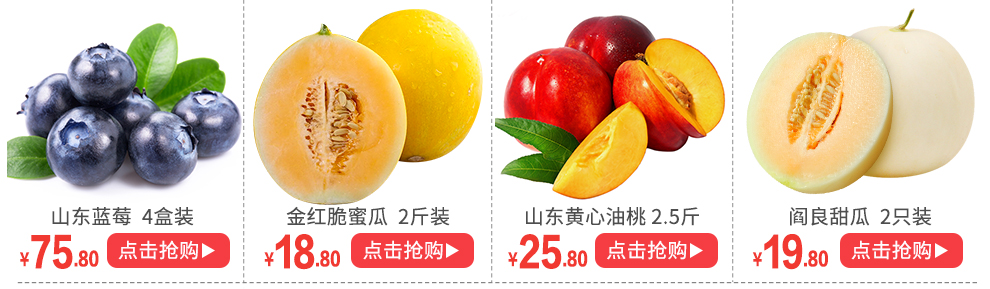 山东蓝莓 4盒装
¥75.80 点击抢购▶
金红脆蜜瓜 2斤装
¥18.80 点击抢购▶
山东黄心油桃 2.5斤
¥25.80 点击抢购▶
阎良甜瓜 2只装
¥19.80 点击抢购▶